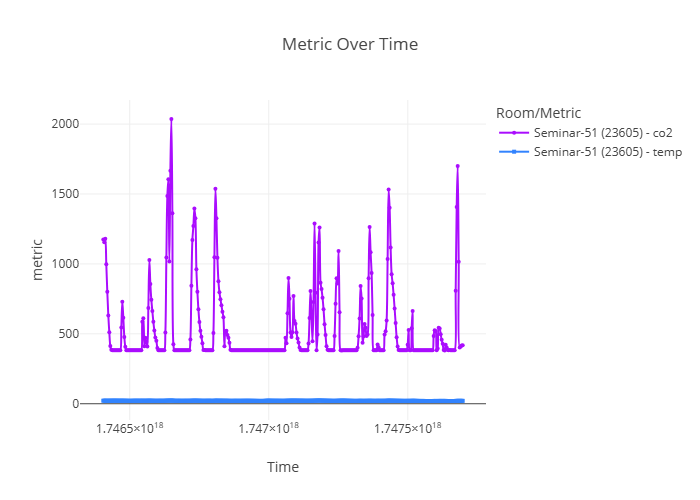 Metric Over Time
Room/Metric
Seminar-51 (23605) - co2
Seminar-51 (23605) - temp
metric
2000
1500
1000
500
0
1.7465×10¹⁸
1.747×10¹⁸
1.7475×10¹⁸
Time